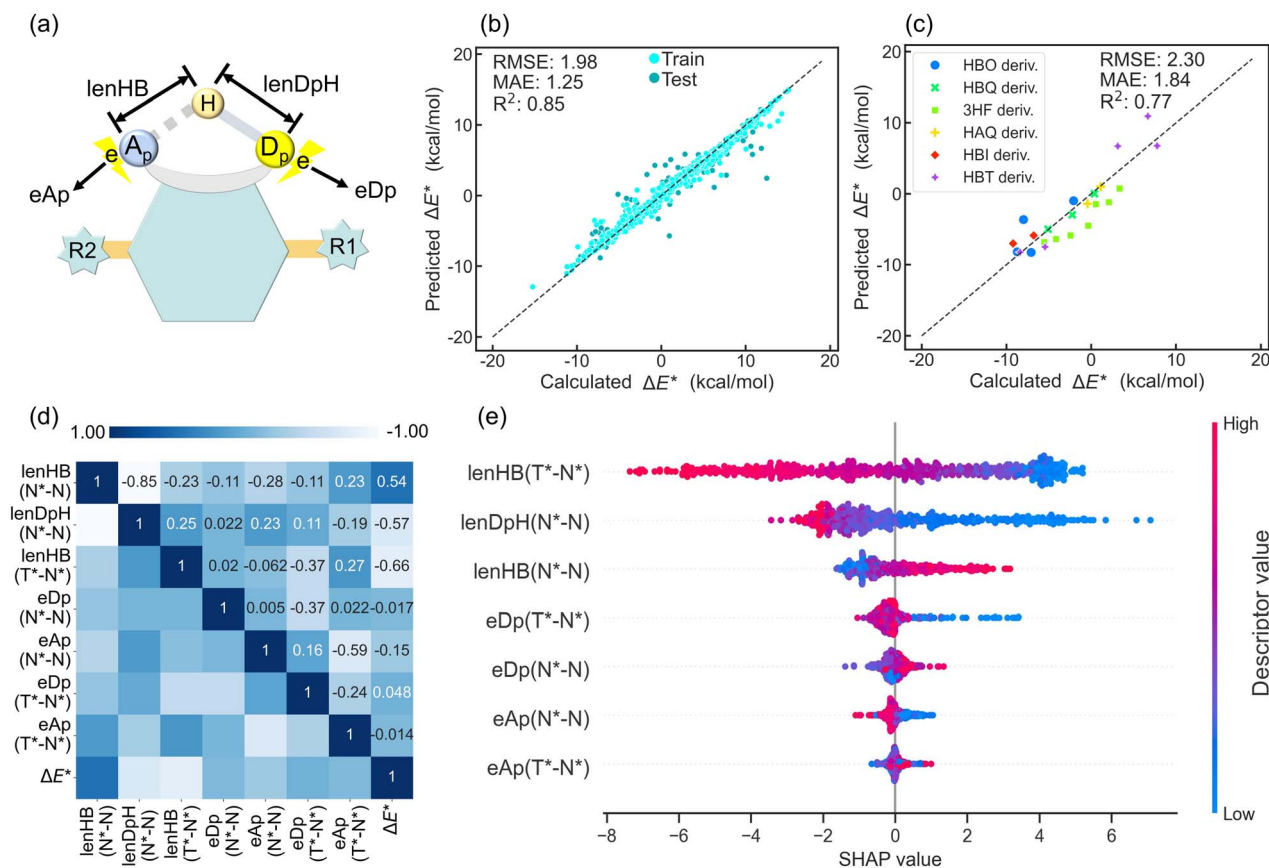 (a)
lenHB
lenDpH
H
Ap
Dp
e
e
eAp
eDp
R2
R1
(b)
RMSE: 1.98
MAE: 1.25
R²: 0.85
Train
Test
Predicted ΔE* (kcal/mol)
20
10
0
-10
-20
-20 -10 0 10 20
Calculated ΔE* (kcal/mol)
(c)
HBO deriv.
HBQ deriv.
3HF deriv.
HAQ deriv.
HBI deriv.
HBT deriv.
RMSE: 2.30
MAE: 1.84
R²: 0.77
Predicted ΔE* (kcal/mol)
20
10
0
-10
-20
-20 -10 0 10 20
Calculated ΔE* (kcal/mol)
(d)
1.00 -1.00
lenHB
(N*-N)
1 -0.85 -0.23 -0.11 -0.28 -0.11 0.23 0.54
lenDpH
(N*-N)
1 0.25 0.022 0.23 0.11 -0.19 -0.57
lenHB
(T*-N*)
1 0.02 -0.062 -0.37 0.27 -0.66
eDp
(N*-N)
1 0.005 -0.37 0.022 -0.017
eAp
(N*-N)
1 0.16 -0.59 -0.15
eDp
(T*-N*)
1 -0.24 0.048
eAp
(T*-N*)
1 -0.014
ΔE*
1
lenHB
(N*-N)
lenDpH
(N*-N)
lenHB
(T*-N*)
eDp
(N*-N)
eAp
(N*-N)
eDp
(T*-N*)
eAp
(T*-N*)
ΔE*
(e)
lenHB(T*-N*)
lenDpH(N*-N)
lenHB(N*-N)
eDp(T*-N*)
eDp(N*-N)
eAp(N*-N)
eAp(T*-N*)
-8 -6 -4 -2 0 2 4 6
SHAP value
High
Descriptor value
Low